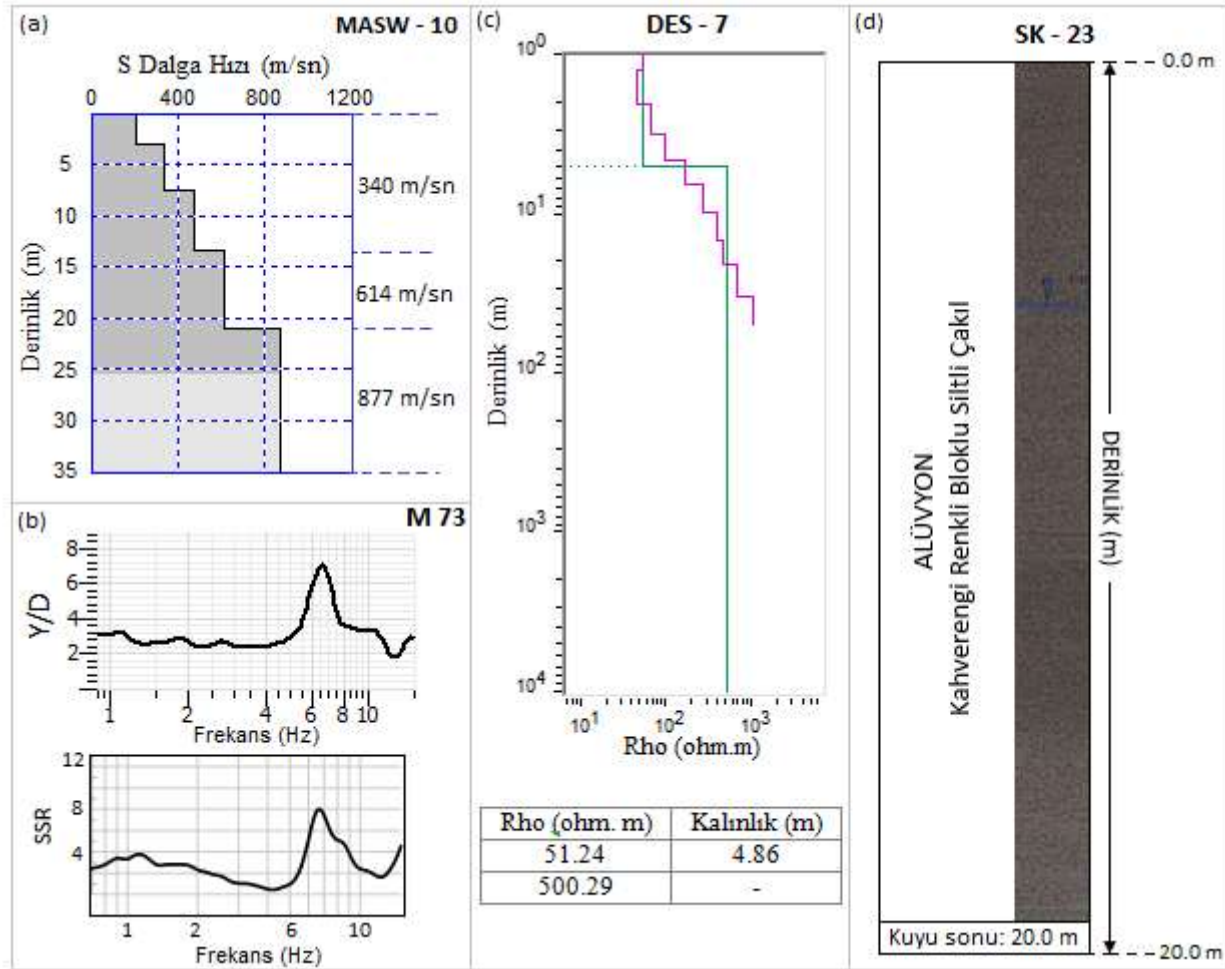 (a) MASW - 10
S Dalga Hızı (m/sn)
0 400 800 1200
Derinlik (m)
5
10
15
20
25
30
35
340 m/sn
614 m/sn
877 m/sn
(b) M 73
Y/D
8
6
4
2
1 2 4 6 8 10
Frekans (Hz)
SSR
12
8
4
1 2 6 10
Frekans (Hz)
(c) DES - 7
Derinlik (m)
10⁰
10¹
10²
10³
10⁴
10¹ 10² 10³
Rho (ohm.m)
Rho (ohm. m) Kalınlık (m)
51.24 4.86
500.29 -
(d) SK - 23
0.0 m
ALÜVYON
Kahverengi Renkli Bloklu Siltli Çakıl
DERİNLİK (m)
Kuyu sonu: 20.0 m
20.0 m